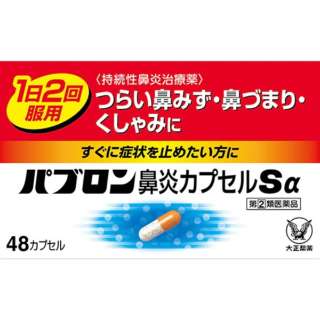 1日2回
服用
〈持続性鼻炎治療薬〉
つらい鼻みず・鼻づまり・
くしゃみに
すぐに症状を止めたい方に
パブロン鼻炎カプセルSα
指②類医薬品
48カプセル
大正製薬